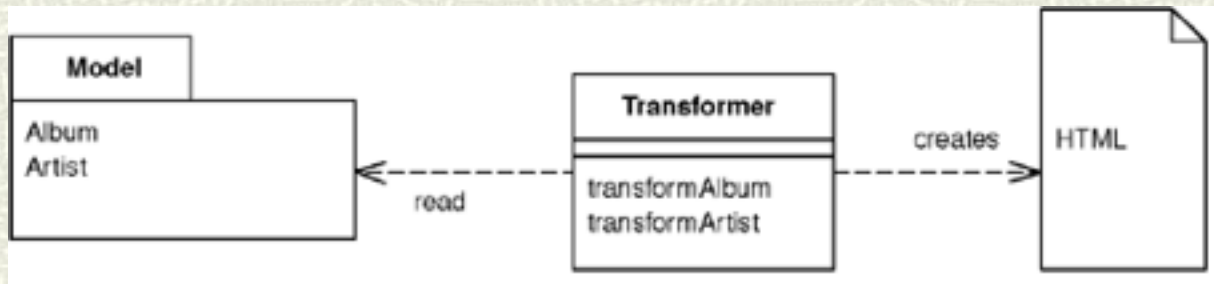 Model
Album
Artist
read
Transformer
transformAlbum
transformArtist
creates
HTML